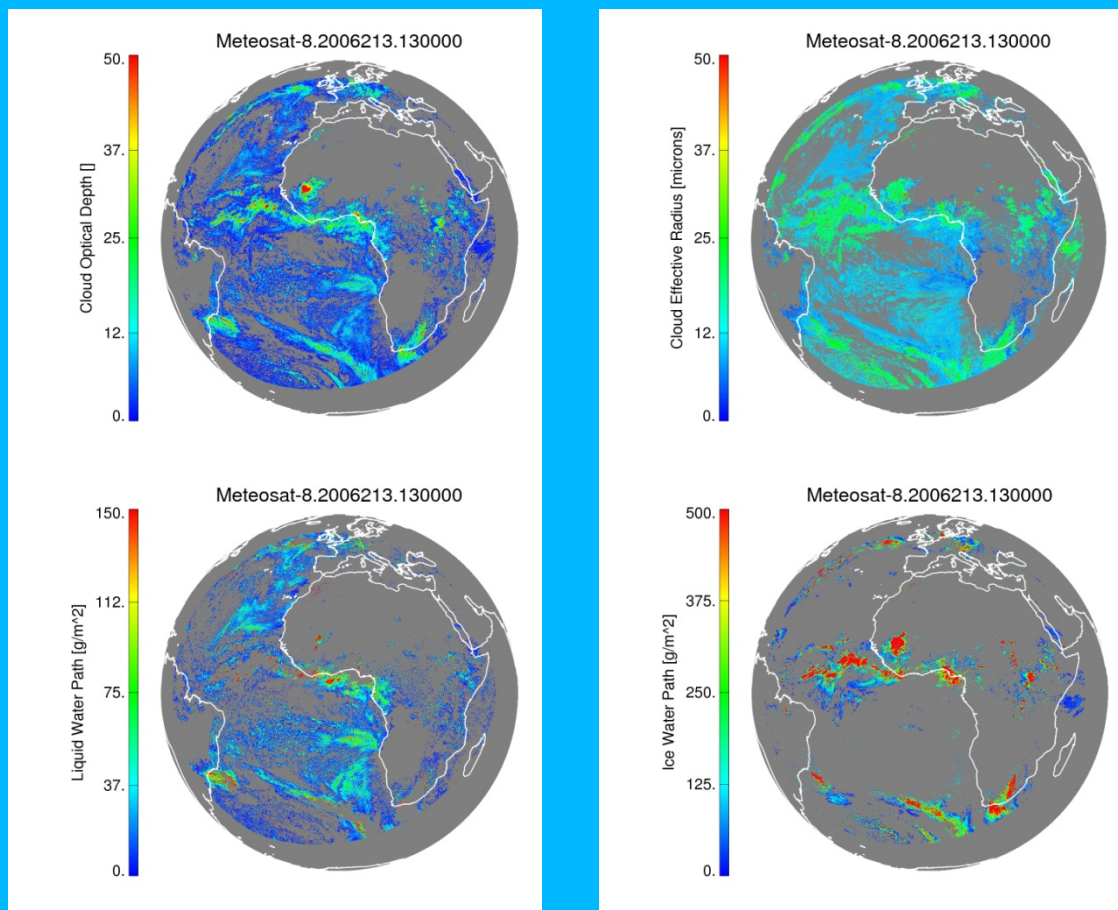 Meteosat-8.2006213.130000
50.
37.
25.
12.
0.
Cloud Optical Depth []
Meteosat-8.2006213.130000
50.
37.
25.
12.
0.
Cloud Effective Radius [microns]
Meteosat-8.2006213.130000
150.
112.
75.
37.
0.
Liquid Water Path [g/m^2]
Meteosat-8.2006213.130000
500.
375.
250.
125.
0.
Ice Water Path [g/m^2]